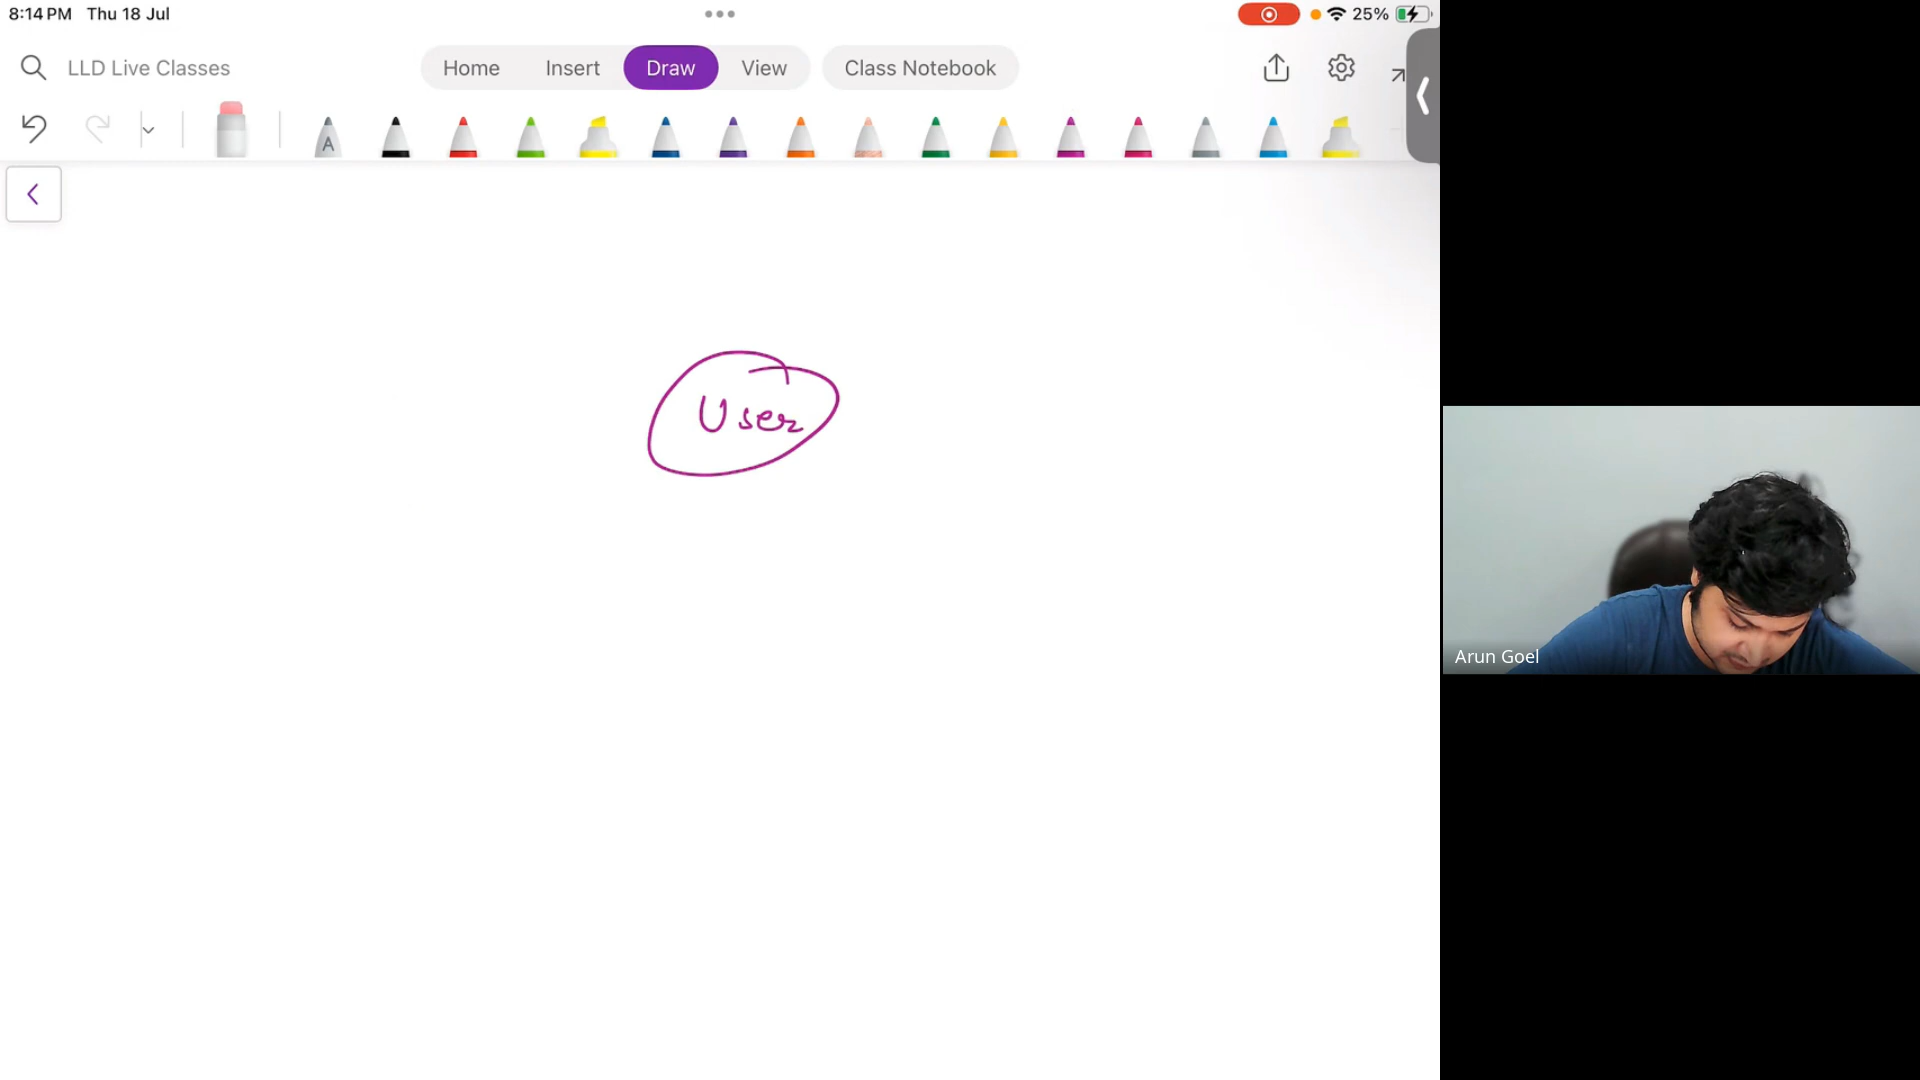 8:14 PM Thu 18 Jul
25%
LLD Live Classes
Home Insert Draw View Class Notebook
A
User
Arun Goel